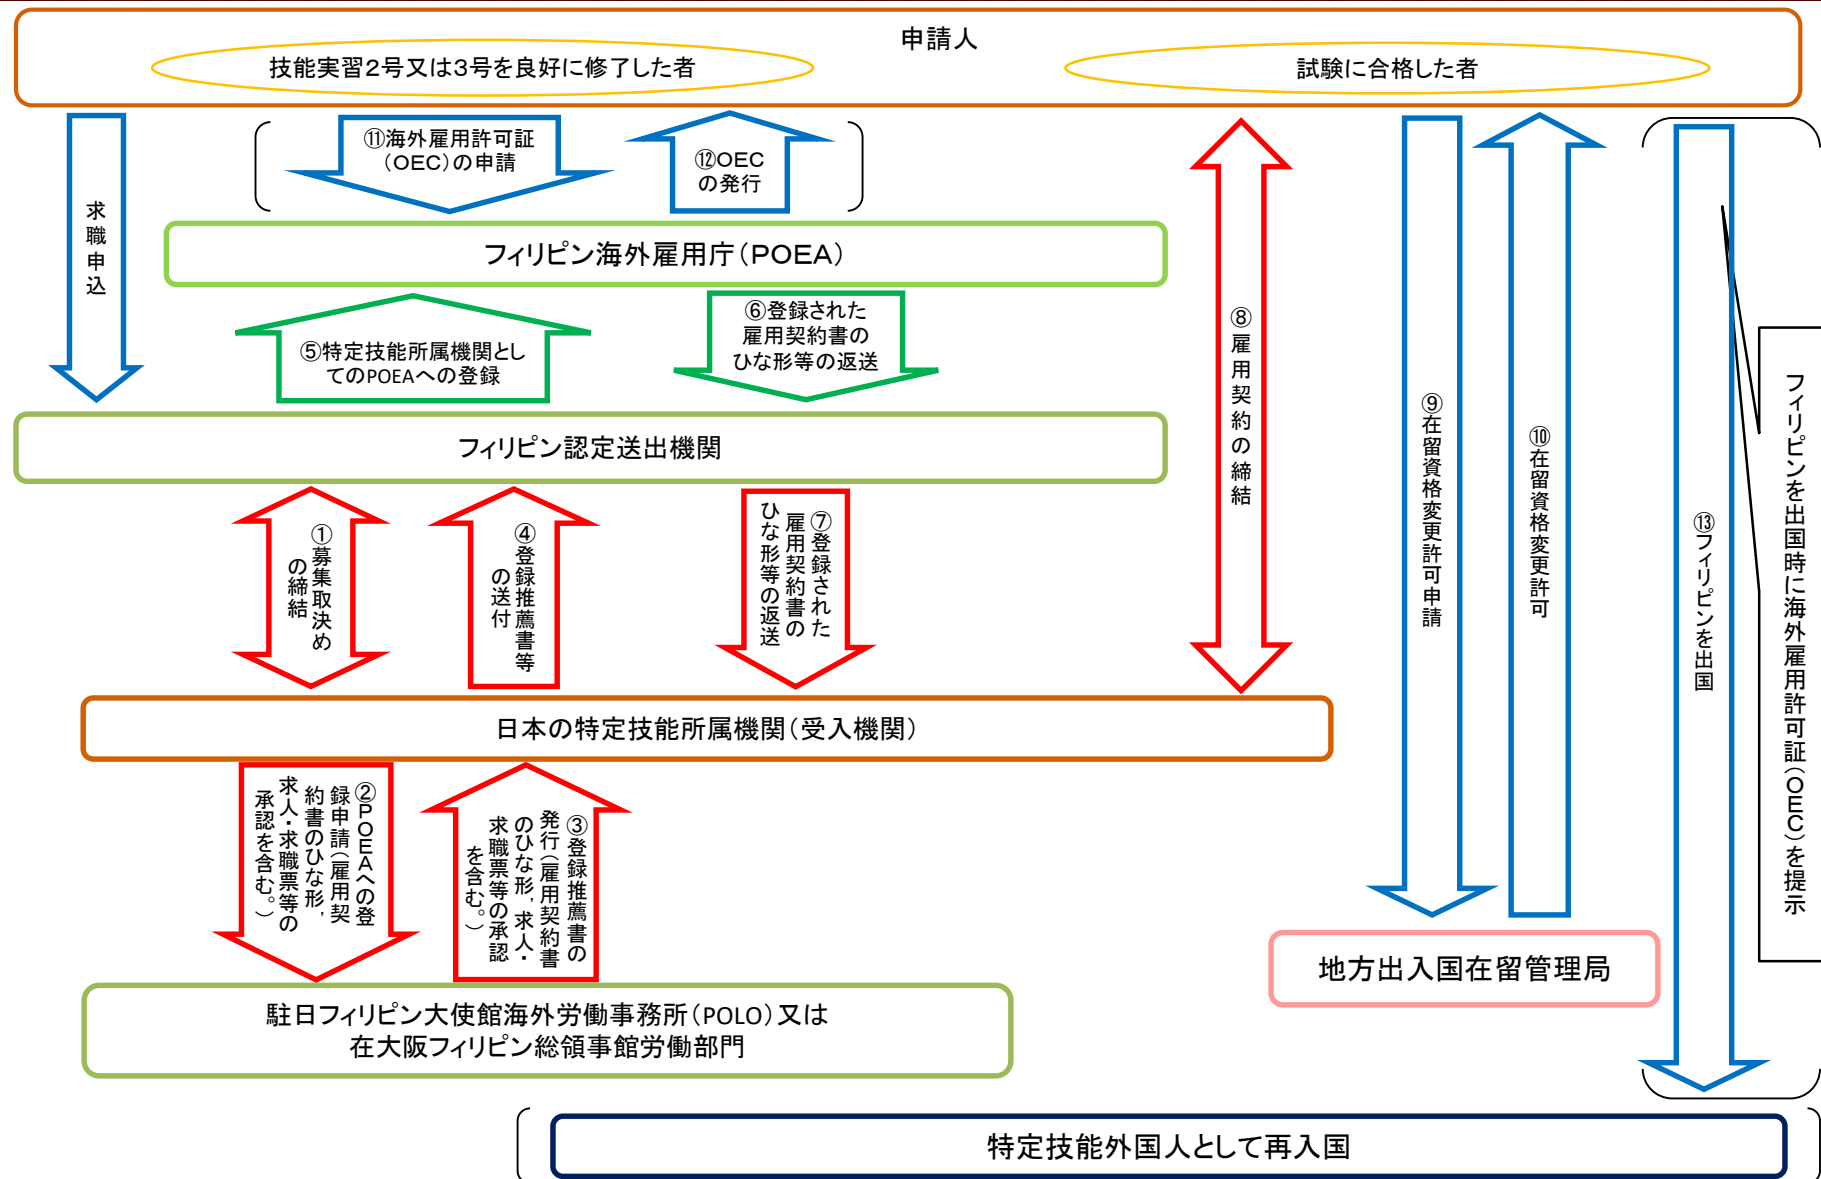 申請人
技能実習２号又は３号を良好に修了した者
試験に合格した者
求職申込
⑪海外雇用許可証
（OEC）の申請
⑫OEC
の発行
フィリピン海外雇用庁（POEA）
⑤特定技能所属機関とし
てのPOEAへの登録
⑥登録された
雇用契約書の
ひな形等の返送
フィリピン認定送出機関
①募集取決め
の締結
④登録推薦書等
の送付
⑦登録された
雇用契約書の
ひな形等の返送
⑧雇用契約の締結
⑨在留資格変更許可申請
⑩在留資格変更許可
⑬フィリピンを出国
フィリピンを出国時に海外雇用許可証（OEC）を提示
日本の特定技能所属機関（受入機関）
②POEAへの登
録申請（雇用契
約書のひな形，
求人・求職票等の
承認を含む。）
③登録推薦書の
発行（雇用契約書
のひな形，求人・
求職票等の承認
を含む。）
地方出入国在留管理局
駐日フィリピン大使館海外労働事務所（POLO）又は
在大阪フィリピン総領事館労働部門
特定技能外国人として再入国